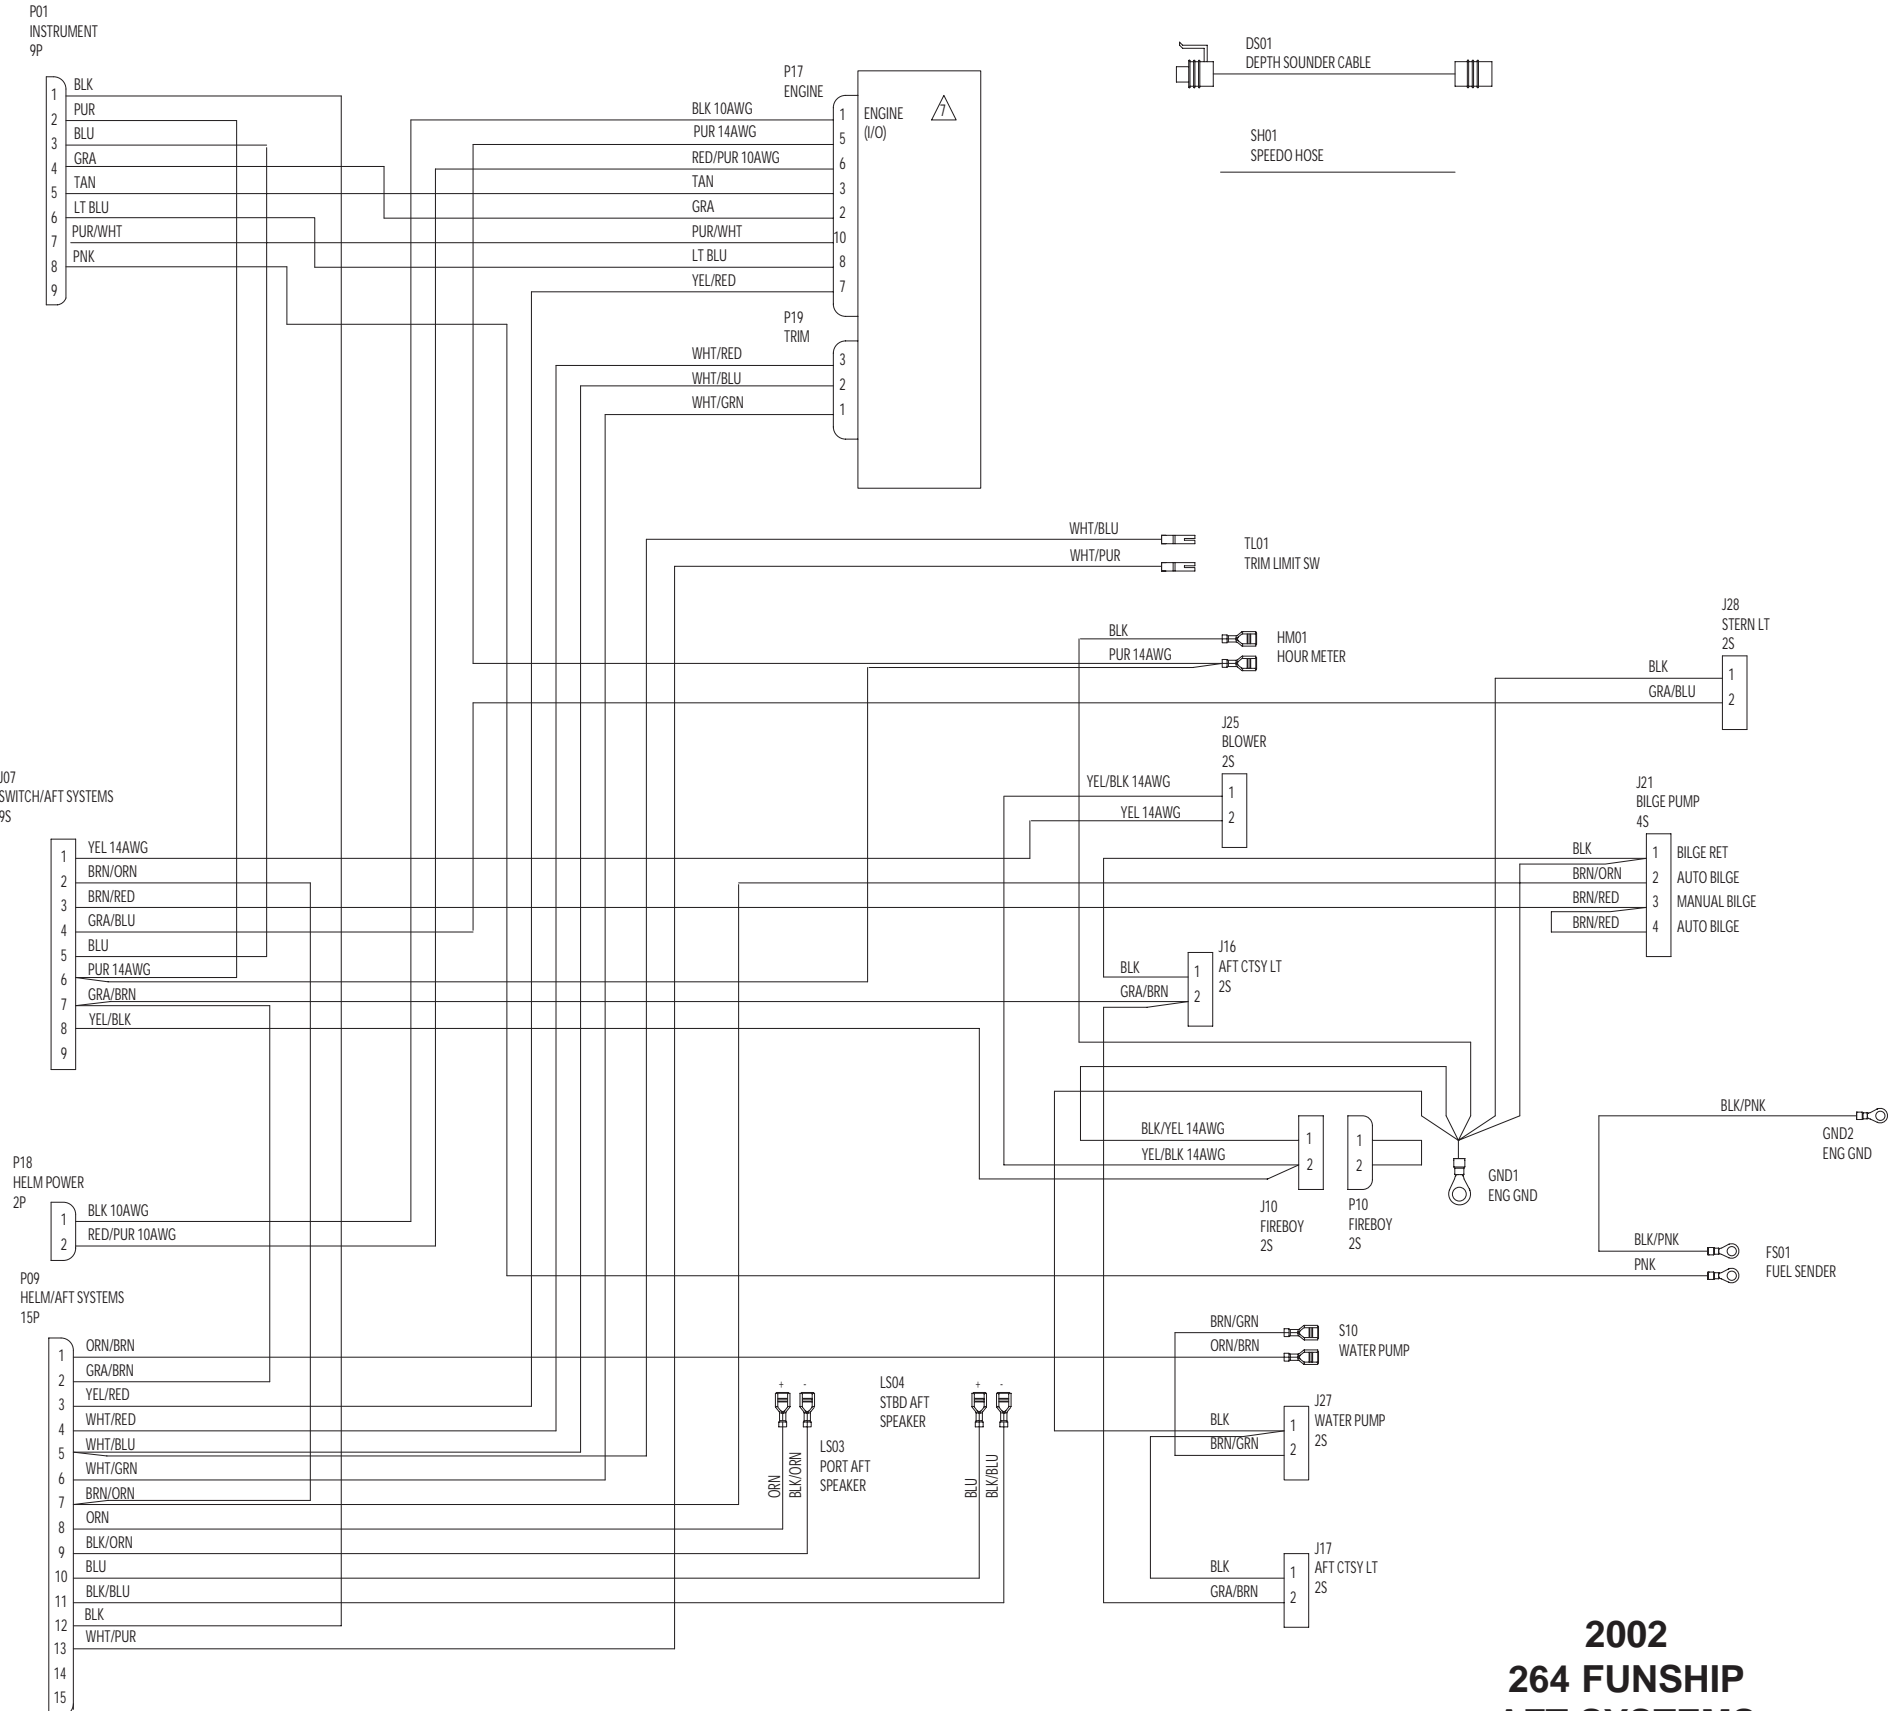 P01
INSTRUMENT
9P
1 BLK
2 PUR
3 BLU
4 GRA
5 TAN
6 LT BLU
7 PUR/WHT
8 PNK
9
P17
ENGINE
BLK 10AWG 1
PUR 14AWG 5
RED/PUR 10AWG 6
TAN 3
GRA 2
PUR/WHT 10
LT BLU 8
YEL/RED 7
ENGINE
(I/O)
7
P19
TRIM
WHT/RED 3
WHT/BLU 2
WHT/GRN 1
DS01
DEPTH SOUNDER CABLE
SH01
SPEEDO HOSE
WHT/BLU
WHT/PUR
TL01
TRIM LIMIT SW
BLK
PUR 14AWG
HM01
HOUR METER
J28
STERN LT
2S
BLK 1
GRA/BLU 2
J25
BLOWER
2S
YEL/BLK 14AWG 1
YEL 14AWG 2
J21
BILGE PUMP
4S
BLK 1 BILGE RET
BRN/ORN 2 AUTO BILGE
BRN/RED 3 MANUAL BILGE
BRN/RED 4 AUTO BILGE
J07
SWITCH/AFT SYSTEMS
9S
1 YEL 14AWG
2 BRN/ORN
3 BRN/RED
4 GRA/BLU
5 BLU
6 PUR 14AWG
7 GRA/BRN
8 YEL/BLK
9
J16
AFT CTSY LT
2S
BLK 1
GRA/BRN 2
BLK/YEL 14AWG 1
YEL/BLK 14AWG 2
J10
FIREBOY
2S
1
2
P10
FIREBOY
2S
GND1
ENG GND
BLK/PNK
GND2
ENG GND
BLK/PNK
PNK
FS01
FUEL SENDER
P18
HELM POWER
2P
1 BLK 10AWG
2 RED/PUR 10AWG
P09
HELM/AFT SYSTEMS
15P
1 ORN/BRN
2 GRA/BRN
3 YEL/RED
4 WHT/RED
5 WHT/BLU
6 WHT/GRN
7 BRN/ORN
8 ORN
9 BLK/ORN
10 BLU
11 BLK/BLU
12 BLK
13 WHT/PUR
14
15
+ -
ORN
BLK/ORN
LS03
PORT AFT
SPEAKER
LS04
STBD AFT
SPEAKER
+ -
BLU
BLK/BLU
BRN/GRN
ORN/BRN
S10
WATER PUMP
J27
WATER PUMP
2S
BLK 1
BRN/GRN 2
J17
AFT CTSY LT
2S
BLK 1
GRA/BRN 2
2002
264 FUNSHIP
AFT SYSTEMS